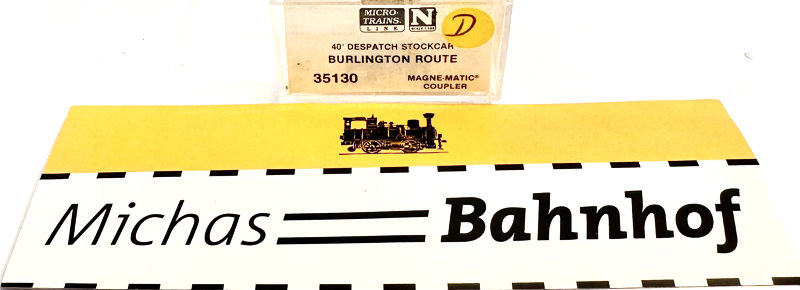 MICRO-
TRAINS®
LINE
N
D
40' DESPATCH STOCKCAR
BURLINGTON ROUTE
35130
MAGNE-MATIC®
COUPLER
Michas Bahnhof